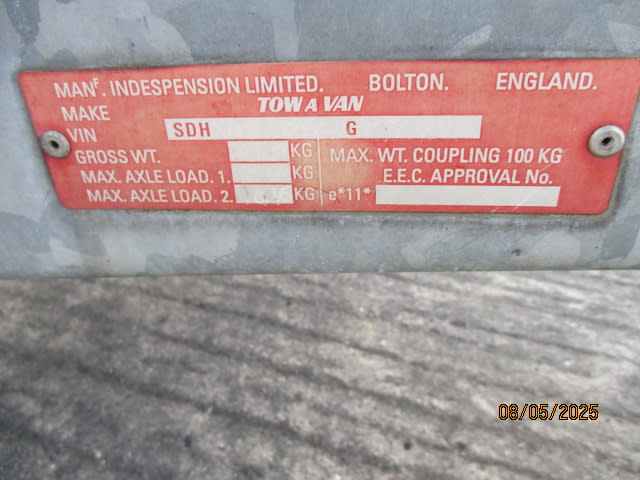 MANF. INDESPENSION LIMITED. BOLTON. ENGLAND.
MAKE TOW A VAN
VIN SDH G
GROSS WT. KG MAX. WT. COUPLING 100 KG
MAX. AXLE LOAD. 1. KG E.E.C. APPROVAL No.
MAX. AXLE LOAD. 2. KG e*11*
08/05/2025